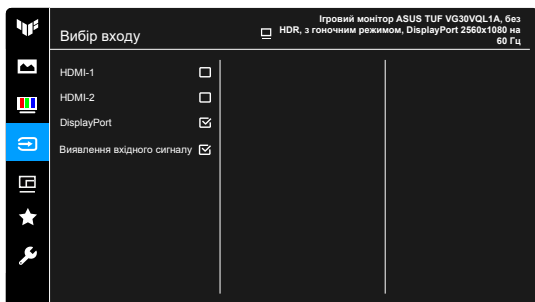 Вибір входу
Ігровий монітор ASUS TUF VG30VQL1A, без
HDR, з гоночним режимом, DisplayPort 2560x1080 на
60 Гц
HDMI-1
HDMI-2
DisplayPort
Виявлення вхідного сигналу